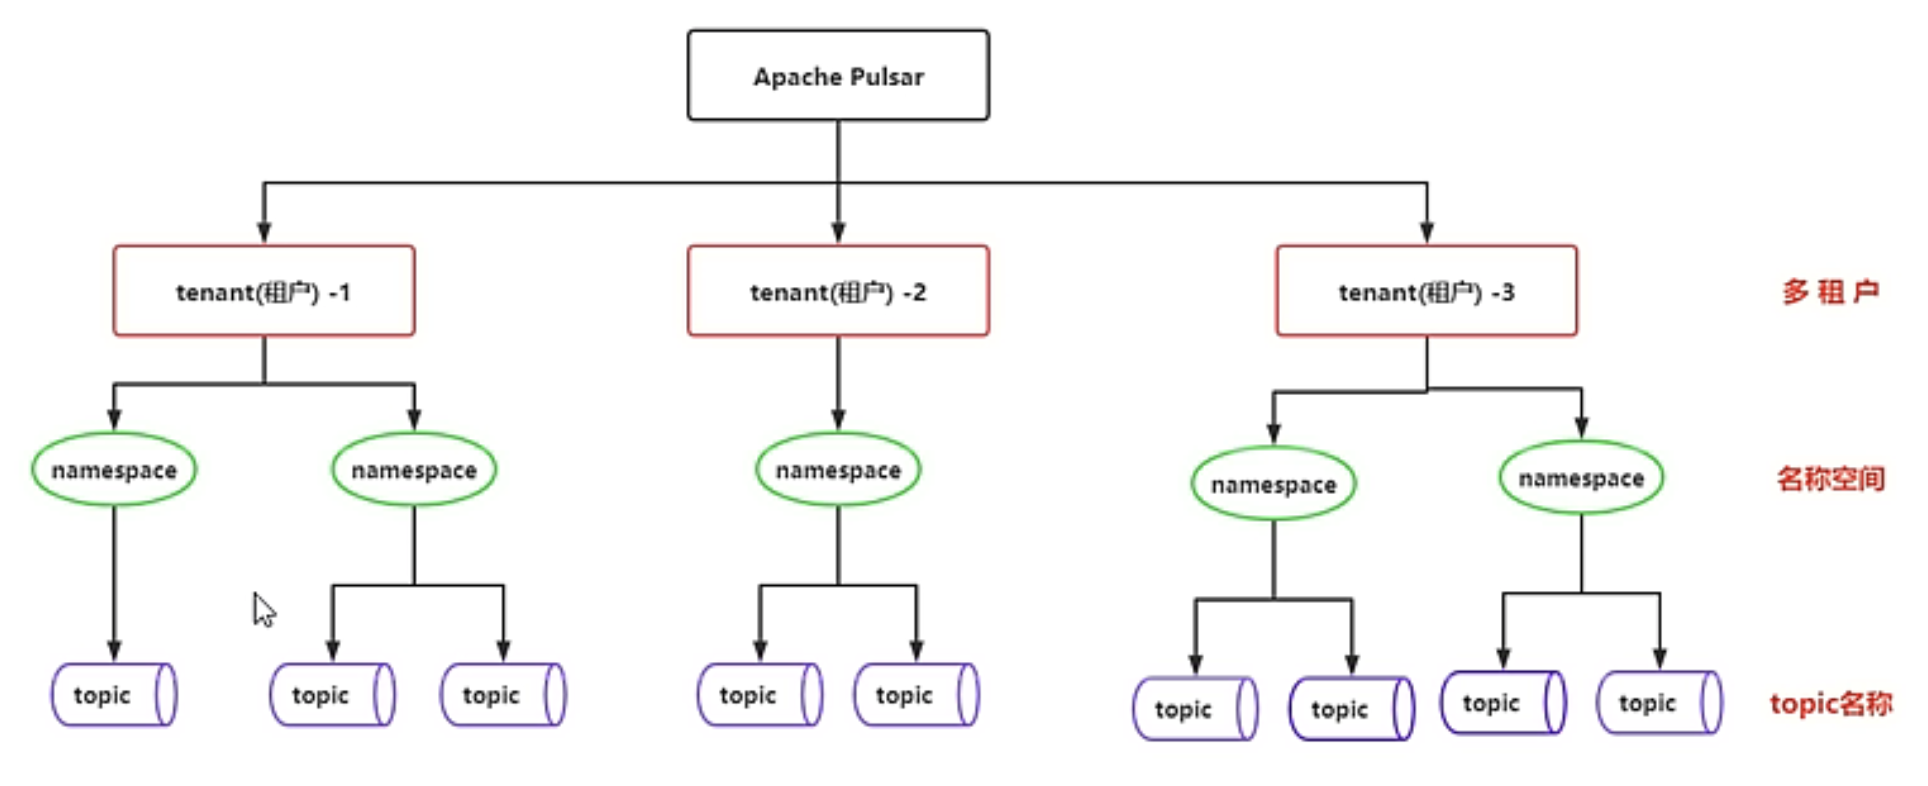 Apache Pulsar
tenant(租户) -1
tenant(租户) -2
tenant(租户) -3
多 租 户
namespace
namespace
namespace
namespace
namespace
名称空间
topic
topic
topic
topic
topic
topic
topic
topic
topic
topic名称